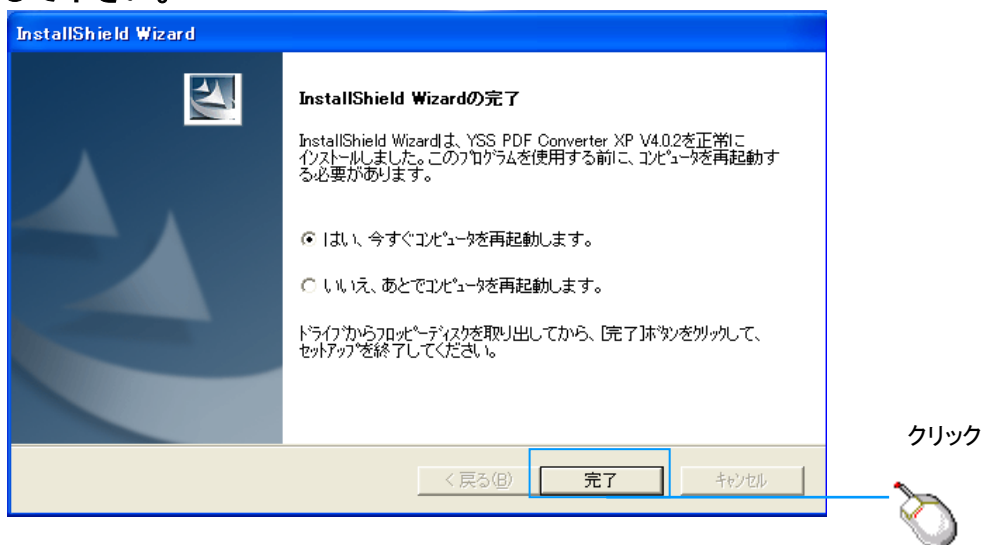 して下さい。
InstallShield Wizard
InstallShield Wizardの完了
InstallShield Wizardは、YSS PDF Converter XP V4.0.2を正常に
ｲﾝｽﾄｰﾙしました。このﾌﾟﾛｸﾞﾗﾑを使用する前に、ｺﾝﾋﾟｭｰﾀを再起動す
る必要があります。
はい、今すぐｺﾝﾋﾟｭｰﾀを再起動します。
いいえ、あとでｺﾝﾋﾟｭｰﾀを再起動します。
ﾄﾞﾗｲﾌﾞからﾌﾛｯﾋﾟｰﾃﾞｨｽｸを取り出してから、[完了]ﾎﾞﾀﾝをｸﾘｯｸして、
ｾｯﾄｱｯﾌﾟを終了してください。
クリック
< 戻る(B)
完了
ｷｬﾝｾﾙ